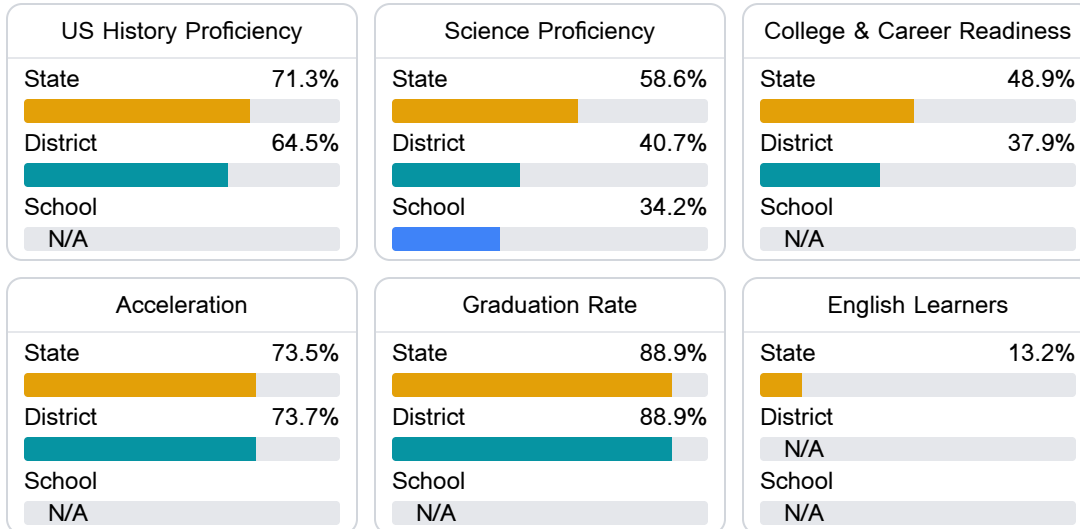 US History Proficiency
State 71.3%
District 64.5%
School
N/A
Science Proficiency
State 58.6%
District 40.7%
School 34.2%
College & Career Readiness
State 48.9%
District 37.9%
School
N/A
Acceleration
State 73.5%
District 73.7%
School
N/A
Graduation Rate
State 88.9%
District 88.9%
School
N/A
English Learners
State 13.2%
District
N/A
School
N/A